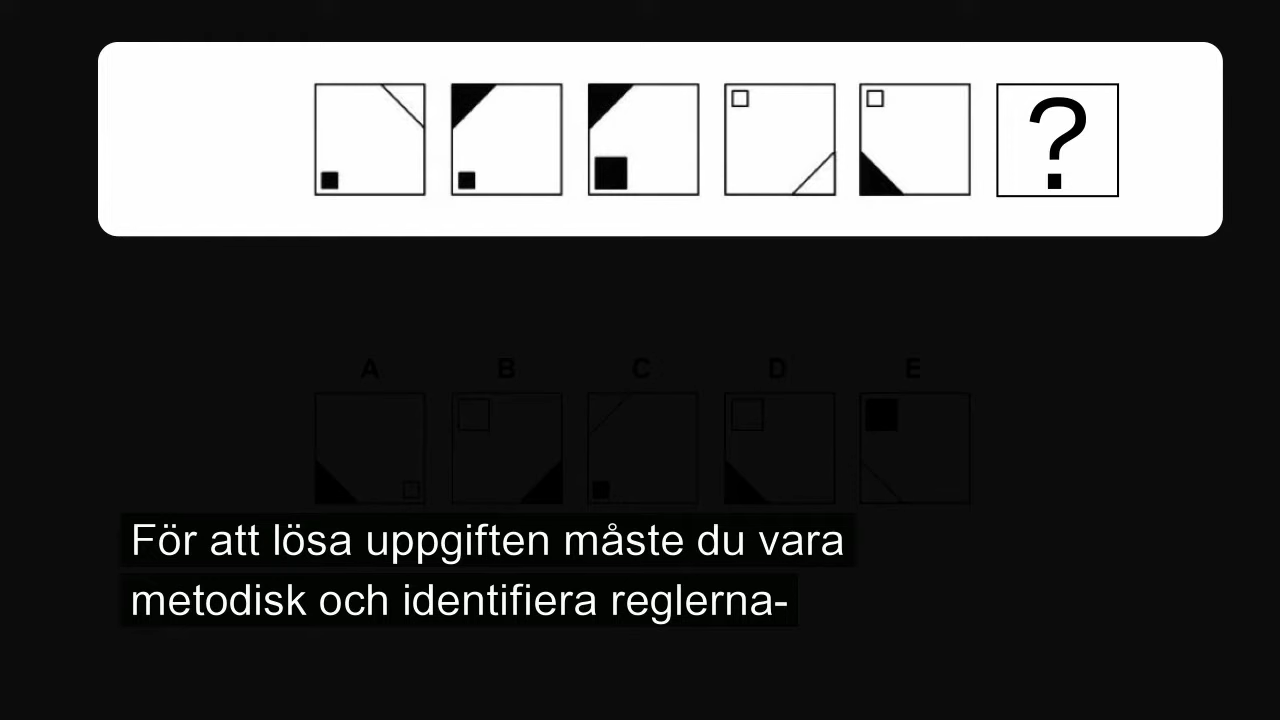 ?
A B C D E
För att lösa uppgiften måste du vara
metodisk och identifiera reglerna-